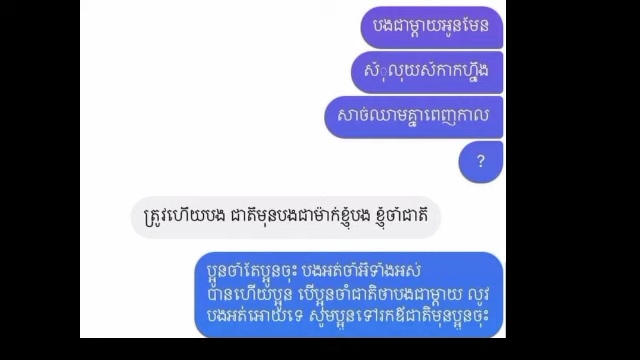 បងជាម្ដាយអូនមែន
សំុលុយសំកាកហ្នឹង
សាច់ឈាមគ្នាពេញកាល
?
ត្រូវហើយបង ជាតិមុនបងជាម៉ាក់ខ្ញុំបង ខ្ញុំចាំជាតិ
ប្អូនចាំតែប្អូនចុះ បងអត់ចាំអីទាំងអស់
បានហើយប្អូន បើប្អូនចាំជាតិថាបងជាម្ដាយ លូវ
បងអត់អោយទេ សូមប្អូនទៅរកឪជាតិមុនប្អូនចុះ